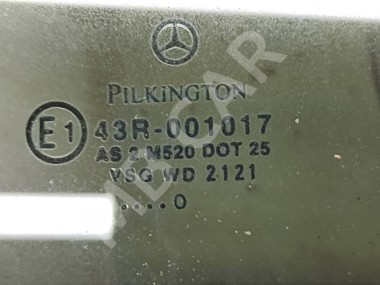 PILKINGTON
E1 43R-001017
AS 2 M520 DOT 25
VSG WD 2121
....0